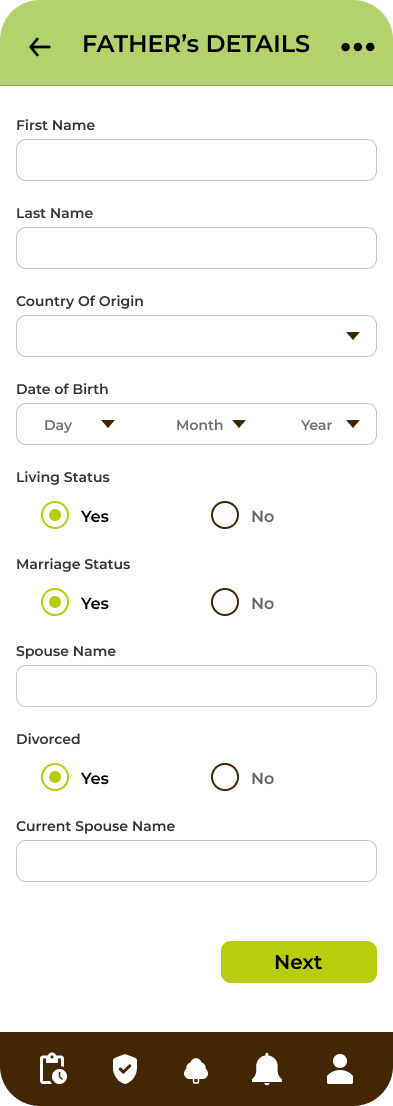 FATHER's DETAILS
First Name
Last Name
Country Of Origin
Date of Birth
Day Month Year
Living Status
Yes No
Marriage Status
Yes No
Spouse Name
Divorced
Yes No
Current Spouse Name
Next